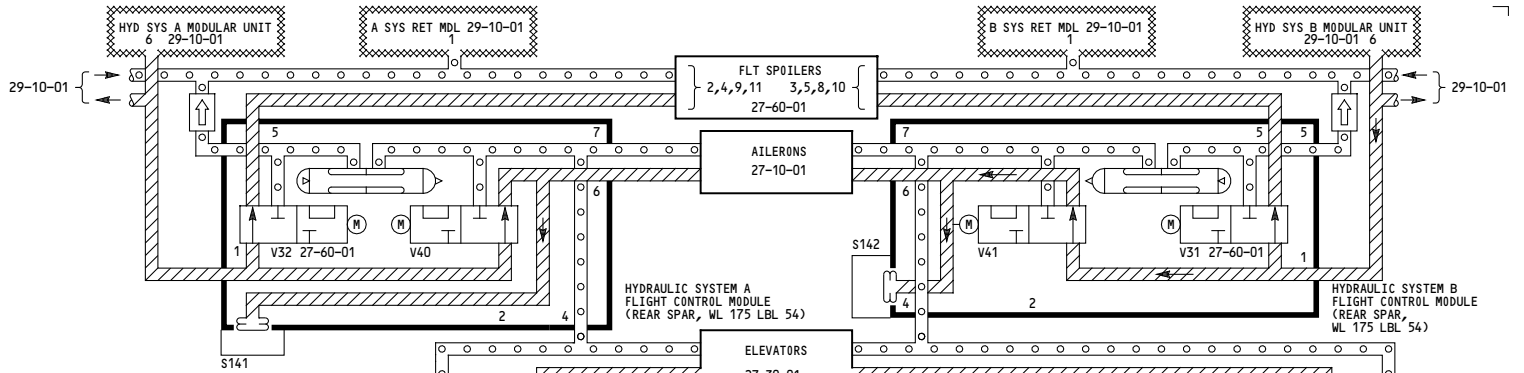 HYD SYS A MODULAR UNIT
6 29-10-01
A SYS RET MDL 29-10-01
1
B SYS RET MDL 29-10-01
1
HYD SYS B MODULAR UNIT
29-10-01 6
29-10-01
FLT SPOILERS
2,4,9,11 3,5,8,10
27-60-01
29-10-01
5
7
AILERONS
27-10-01
7
5
5
6
6
M
M
M
M
1
V32 27-60-01
V40
S142
V41
V31 27-60-01
1
HYDRAULIC SYSTEM A
FLIGHT CONTROL MODULE
(REAR SPAR, WL 175 LBL 54)
HYDRAULIC SYSTEM B
FLIGHT CONTROL MODULE
(REAR SPAR,
WL 175 LBL 54)
2
4
4
2
S141
ELEVATORS